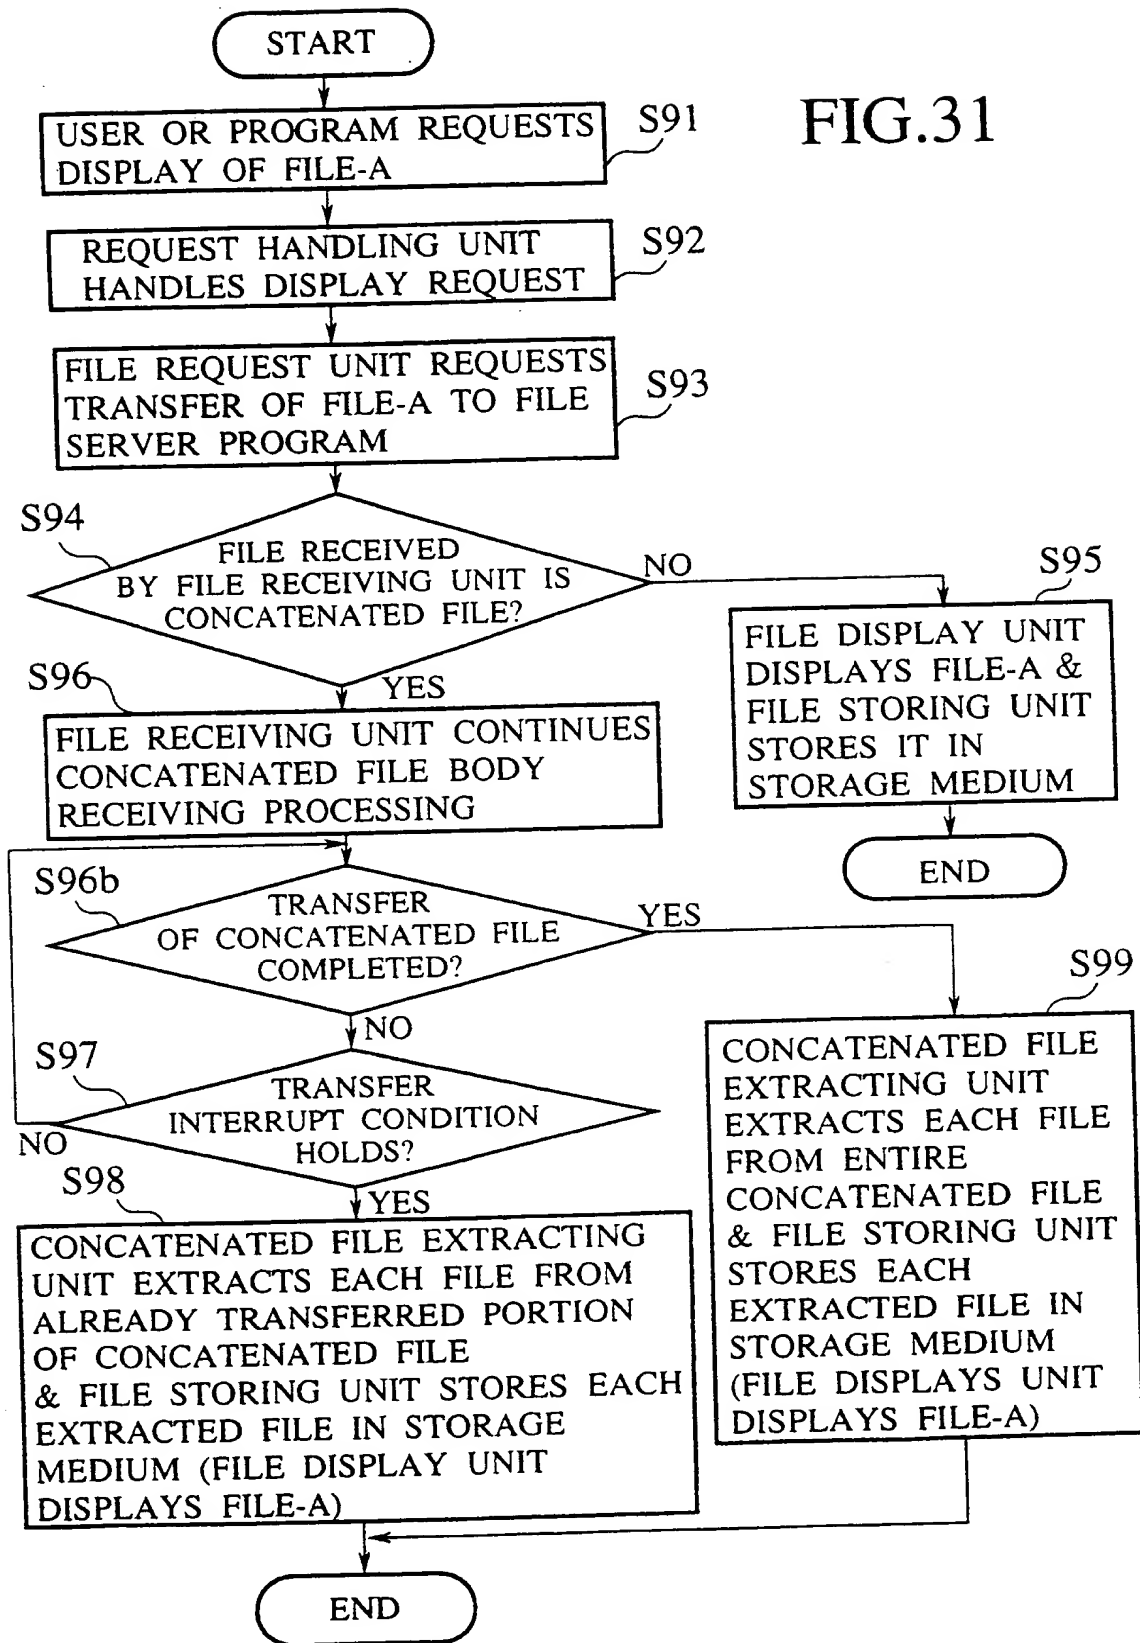 START
FIG.31
USER OR PROGRAM REQUESTS
DISPLAY OF FILE-A
S91
REQUEST HANDLING UNIT
HANDLES DISPLAY REQUEST
S92
FILE REQUEST UNIT REQUESTS
TRANSFER OF FILE-A TO FILE
SERVER PROGRAM
S93
S94
FILE RECEIVED
BY FILE RECEIVING UNIT IS
CONCATENATED FILE?
NO
YES
S95
FILE DISPLAY UNIT
DISPLAYS FILE-A &
FILE STORING UNIT
STORES IT IN
STORAGE MEDIUM
END
S96
FILE RECEIVING UNIT CONTINUES
CONCATENATED FILE BODY
RECEIVING PROCESSING
S96b
TRANSFER
OF CONCATENATED FILE
COMPLETED?
YES
NO
S97
TRANSFER
INTERRUPT CONDITION
HOLDS?
NO
YES
S98
CONCATENATED FILE EXTRACTING
UNIT EXTRACTS EACH FILE FROM
ALREADY TRANSFERRED PORTION
OF CONCATENATED FILE
& FILE STORING UNIT STORES EACH
EXTRACTED FILE IN STORAGE
MEDIUM (FILE DISPLAY UNIT
DISPLAYS FILE-A)
S99
CONCATENATED FILE
EXTRACTING UNIT
EXTRACTS EACH FILE
FROM ENTIRE
CONCATENATED FILE
& FILE STORING UNIT
STORES EACH
EXTRACTED FILE IN
STORAGE MEDIUM
(FILE DISPLAYS UNIT
DISPLAYS FILE-A)
END